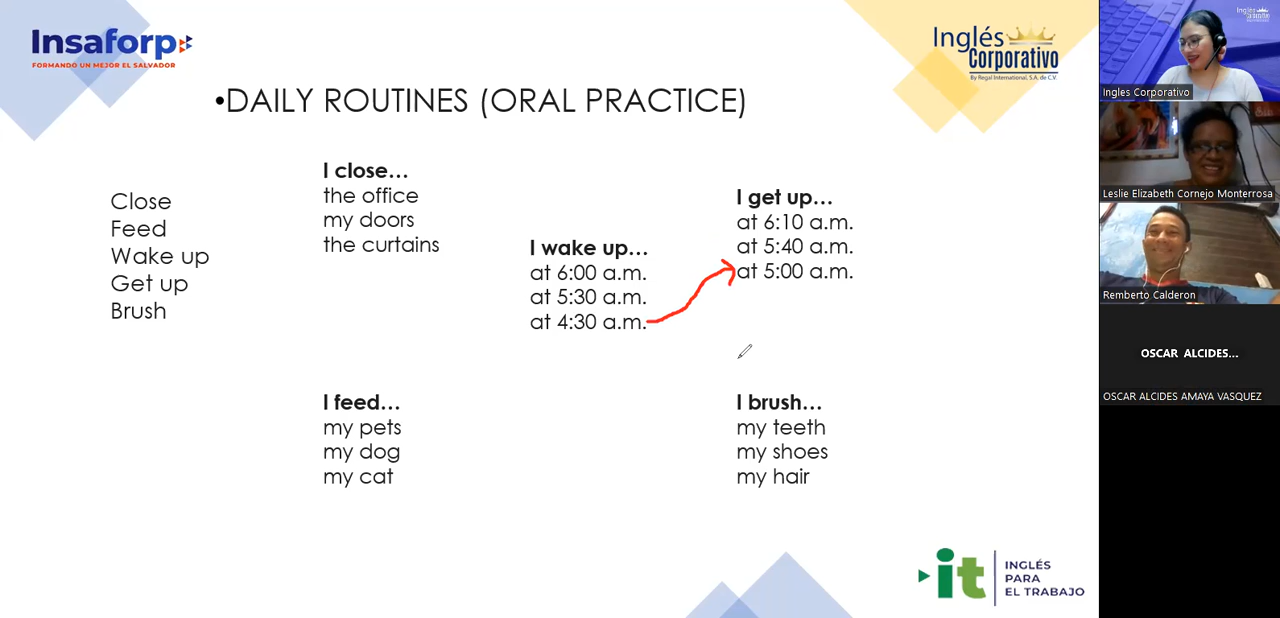 Insaforp
FORMANDO UN MEJOR EL SALVADOR
Inglés
Corporativo
By Regal International, S.A. de C.V.
•DAILY ROUTINES (ORAL PRACTICE)
Close
Feed
Wake up
Get up
Brush
I close...
the office
my doors
the curtains
I wake up...
at 6:00 a.m.
at 5:30 a.m.
at 4:30 a.m.
I get up...
at 6:10 a.m.
at 5:40 a.m.
at 5:00 a.m.
I feed...
my pets
my dog
my cat
I brush...
my teeth
my shoes
my hair
it
INGLÉS
PARA
EL TRABAJO
Inglés
Corporativo
Ingles Corporativo
Leslie Elizabeth Cornejo Monterrosa
Remberto Calderon
OSCAR ALCIDES...
OSCAR ALCIDES AMAYA VASQUEZ